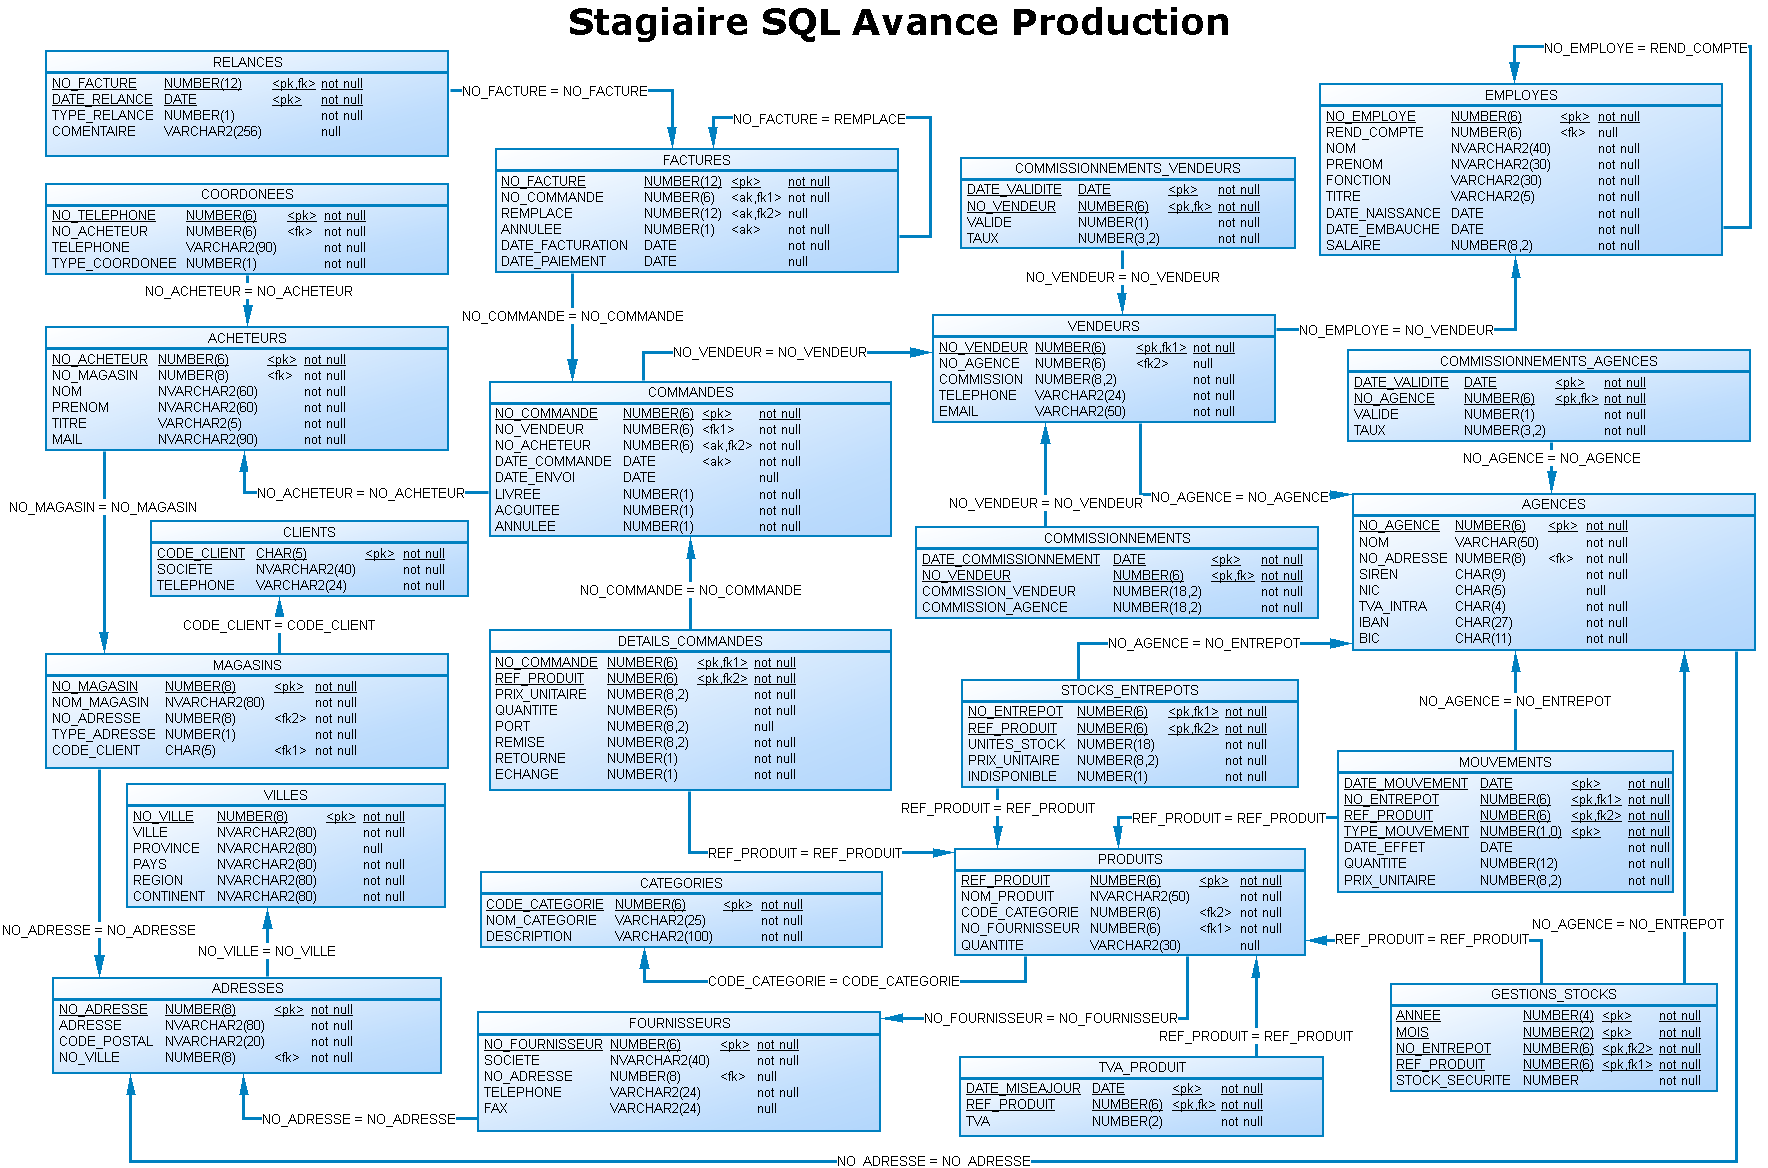 Stagiaire SQL Avance Production
RELANCES
NO_FACTURE NUMBER(12) <pk,fk> not null
DATE_RELANCE DATE <pk> not null
TYPE_RELANCE NUMBER(1) not null
COMENTAIRE VARCHAR2(256) null
NO_FACTURE = NO_FACTURE
NO_FACTURE = REMPLACE
FACTURES
NO_FACTURE NUMBER(12) <pk> not null
NO_COMMANDE NUMBER(6) <ak,fk1> not null
REMPLACE NUMBER(12) <ak,fk2> null
ANNULEE NUMBER(1) <ak> not null
DATE_FACTURATION DATE not null
DATE_PAIEMENT DATE null
NO_EMPLOYE = REND_COMPTE
EMPLOYES
NO_EMPLOYE NUMBER(6) <pk> not null
REND_COMPTE NUMBER(6) <fk> null
NOM NVARCHAR2(40) not null
PRENOM NVARCHAR2(30) not null
FONCTION VARCHAR2(30) not null
TITRE VARCHAR2(5) not null
DATE_NAISSANCE DATE not null
DATE_EMBAUCHE DATE not null
SALAIRE NUMBER(8,2) not null
COMMISSIONNEMENTS_VENDEURS
DATE_VALIDITE DATE <pk> not null
NO_VENDEUR NUMBER(6) <pk,fk> not null
VALIDE NUMBER(1) not null
TAUX NUMBER(3,2) not null
COORDONEES
NO_TELEPHONE NUMBER(6) <pk> not null
NO_ACHETEUR NUMBER(6) <fk> not null
TELEPHONE VARCHAR2(90) not null
TYPE_COORDONEE NUMBER(1) not null
NO_ACHETEUR = NO_ACHETEUR
NO_COMMANDE = NO_COMMANDE
NO_VENDEUR = NO_VENDEUR
ACHETEURS
NO_ACHETEUR NUMBER(6) <pk> not null
NO_MAGASIN NUMBER(8) <fk> not null
NOM NVARCHAR2(60) not null
PRENOM NVARCHAR2(60) not null
TITRE VARCHAR2(5) not null
MAIL NVARCHAR2(90) not null
NO_VENDEUR = NO_VENDEUR
VENDEURS
NO_VENDEUR NUMBER(6) <pk,fk1> not null
NO_AGENCE NUMBER(6) <fk2> null
COMMISSION NUMBER(8,2) not null
TELEPHONE VARCHAR2(24) not null
EMAIL VARCHAR2(50) not null
NO_EMPLOYE = NO_VENDEUR
COMMISSIONNEMENTS_AGENCES
DATE_VALIDITE DATE <pk> not null
NO_AGENCE NUMBER(6) <pk,fk> not null
VALIDE NUMBER(1) not null
TAUX NUMBER(3,2) not null
NO_AGENCE = NO_AGENCE
COMMANDES
NO_COMMANDE NUMBER(6) <pk> not null
NO_VENDEUR NUMBER(6) <fk1> not null
NO_ACHETEUR NUMBER(6) <ak,fk2> not null
DATE_COMMANDE DATE <ak> not null
DATE_ENVOI DATE null
LIVREE NUMBER(1) not null
ACQUITEE NUMBER(1) not null
ANNULEE NUMBER(1) not null
NO_ACHETEUR = NO_ACHETEUR
NO_MAGASIN = NO_MAGASIN
NO_VENDEUR = NO_VENDEUR
NO_AGENCE = NO_AGENCE
AGENCES
NO_AGENCE NUMBER(6) <pk> not null
NOM VARCHAR(50) not null
NO_ADRESSE NUMBER(8) <fk> not null
SIREN CHAR(9) not null
NIC CHAR(5) null
TVA_INTRA CHAR(4) not null
IBAN CHAR(27) not null
BIC CHAR(11) not null
CLIENTS
CODE_CLIENT CHAR(5) <pk> not null
SOCIETE NVARCHAR2(40) not null
TELEPHONE VARCHAR2(24) not null
CODE_CLIENT = CODE_CLIENT
COMMISSIONNEMENTS
DATE_COMMISSIONNEMENT DATE <pk> not null
NO_VENDEUR NUMBER(6) <pk,fk> not null
COMMISSION_VENDEUR NUMBER(18,2) not null
COMMISSION_AGENCE NUMBER(18,2) not null
NO_COMMANDE = NO_COMMANDE
DETAILS_COMMANDES
NO_COMMANDE NUMBER(6) <pk,fk1> not null
REF_PRODUIT NUMBER(6) <pk,fk2> not null
PRIX_UNITAIRE NUMBER(8,2) not null
QUANTITE NUMBER(5) not null
PORT NUMBER(8,2) null
REMISE NUMBER(8,2) not null
RETOURNE NUMBER(1) not null
ECHANGE NUMBER(1) not null
NO_AGENCE = NO_ENTREPOT
MAGASINS
NO_MAGASIN NUMBER(8) <pk> not null
NOM_MAGASIN NVARCHAR2(80) not null
NO_ADRESSE NUMBER(8) <fk2> not null
TYPE_ADRESSE NUMBER(1) not null
CODE_CLIENT CHAR(5) <fk1> not null
STOCKS_ENTREPOTS
NO_ENTREPOT NUMBER(6) <pk,fk1> not null
REF_PRODUIT NUMBER(6) <pk,fk2> not null
UNITES_STOCK NUMBER(18) not null
PRIX_UNITAIRE NUMBER(8,2) not null
INDISPONIBLE NUMBER(1) not null
NO_AGENCE = NO_ENTREPOT
MOUVEMENTS
DATE_MOUVEMENT DATE <pk> not null
NO_ENTREPOT NUMBER(6) <pk,fk1> not null
REF_PRODUIT NUMBER(6) <pk,fk2> not null
TYPE_MOUVEMENT NUMBER(1,0) <pk> not null
DATE_EFFET DATE not null
QUANTITE NUMBER(12) not null
PRIX_UNITAIRE NUMBER(8,2) not null
VILLES
NO_VILLE NUMBER(8) <pk> not null
VILLE NVARCHAR2(80) not null
PROVINCE NVARCHAR2(80) null
PAYS NVARCHAR2(80) not null
REGION NVARCHAR2(80) not null
CONTINENT NVARCHAR2(80) not null
REF_PRODUIT = REF_PRODUIT
REF_PRODUIT = REF_PRODUIT
REF_PRODUIT = REF_PRODUIT
PRODUITS
REF_PRODUIT NUMBER(6) <pk> not null
NOM_PRODUIT NVARCHAR2(50) not null
CODE_CATEGORIE NUMBER(6) <fk2> not null
NO_FOURNISSEUR NUMBER(6) <fk1> not null
QUANTITE VARCHAR2(30) null
CATEGORIES
CODE_CATEGORIE NUMBER(6) <pk> not null
NOM_CATEGORIE VARCHAR2(25) not null
DESCRIPTION VARCHAR2(100) not null
NO_AGENCE = NO_ENTREPOT
REF_PRODUIT = REF_PRODUIT
NO_ADRESSE = NO_ADRESSE
NO_VILLE = NO_VILLE
CODE_CATEGORIE = CODE_CATEGORIE
ADRESSES
NO_ADRESSE NUMBER(8) <pk> not null
ADRESSE NVARCHAR2(80) not null
CODE_POSTAL NVARCHAR2(20) not null
NO_VILLE NUMBER(8) <fk> not null
GESTIONS_STOCKS
ANNEE NUMBER(4) <pk> not null
MOIS NUMBER(2) <pk> not null
NO_ENTREPOT NUMBER(6) <pk,fk2> not null
REF_PRODUIT NUMBER(6) <pk,fk1> not null
STOCK_SECURITE NUMBER not null
NO_FOURNISSEUR = NO_FOURNISSEUR
REF_PRODUIT = REF_PRODUIT
FOURNISSEURS
NO_FOURNISSEUR NUMBER(6) <pk> not null
SOCIETE NVARCHAR2(40) not null
NO_ADRESSE NUMBER(8) <fk> null
TELEPHONE VARCHAR2(24) not null
FAX VARCHAR2(24) null
TVA_PRODUIT
DATE_MISEAJOUR DATE <pk> not null
REF_PRODUIT NUMBER(6) <pk,fk> not null
TVA NUMBER(2) not null
NO_ADRESSE = NO_ADRESSE
NO_ADRESSE = NO_ADRESSE